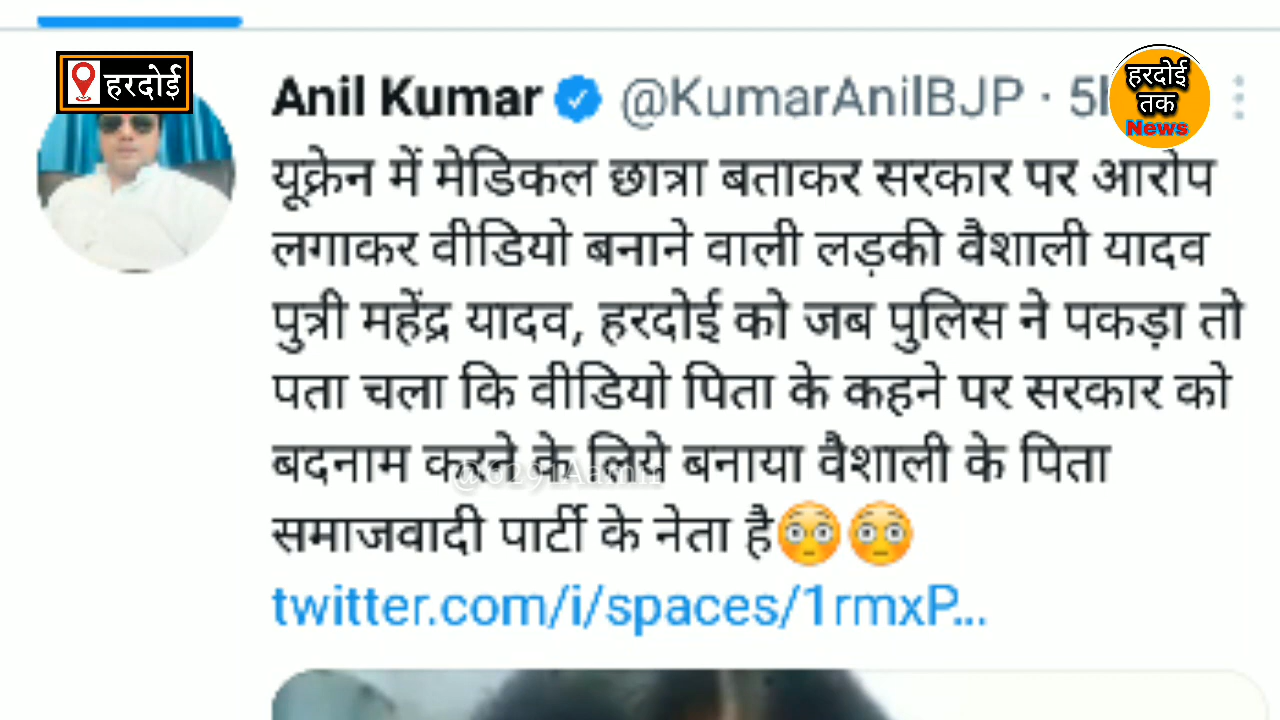 हरदोई
हरदोई
तक
News
Anil Kumar @KumarAnilBJP · 5h
यूक्रेन में मेडिकल छात्रा बताकर सरकार पर आरोप
लगाकर वीडियो बनाने वाली लड़की वैशाली यादव
पुत्री महेंद्र यादव, हरदोई को जब पुलिस ने पकड़ा तो
पता चला कि वीडियो पिता के कहने पर सरकार को
बदनाम करने के लिये बनाया वैशाली के पिता
समाजवादी पार्टी के नेता है😳😳
twitter.com/i/spaces/1rmxP...